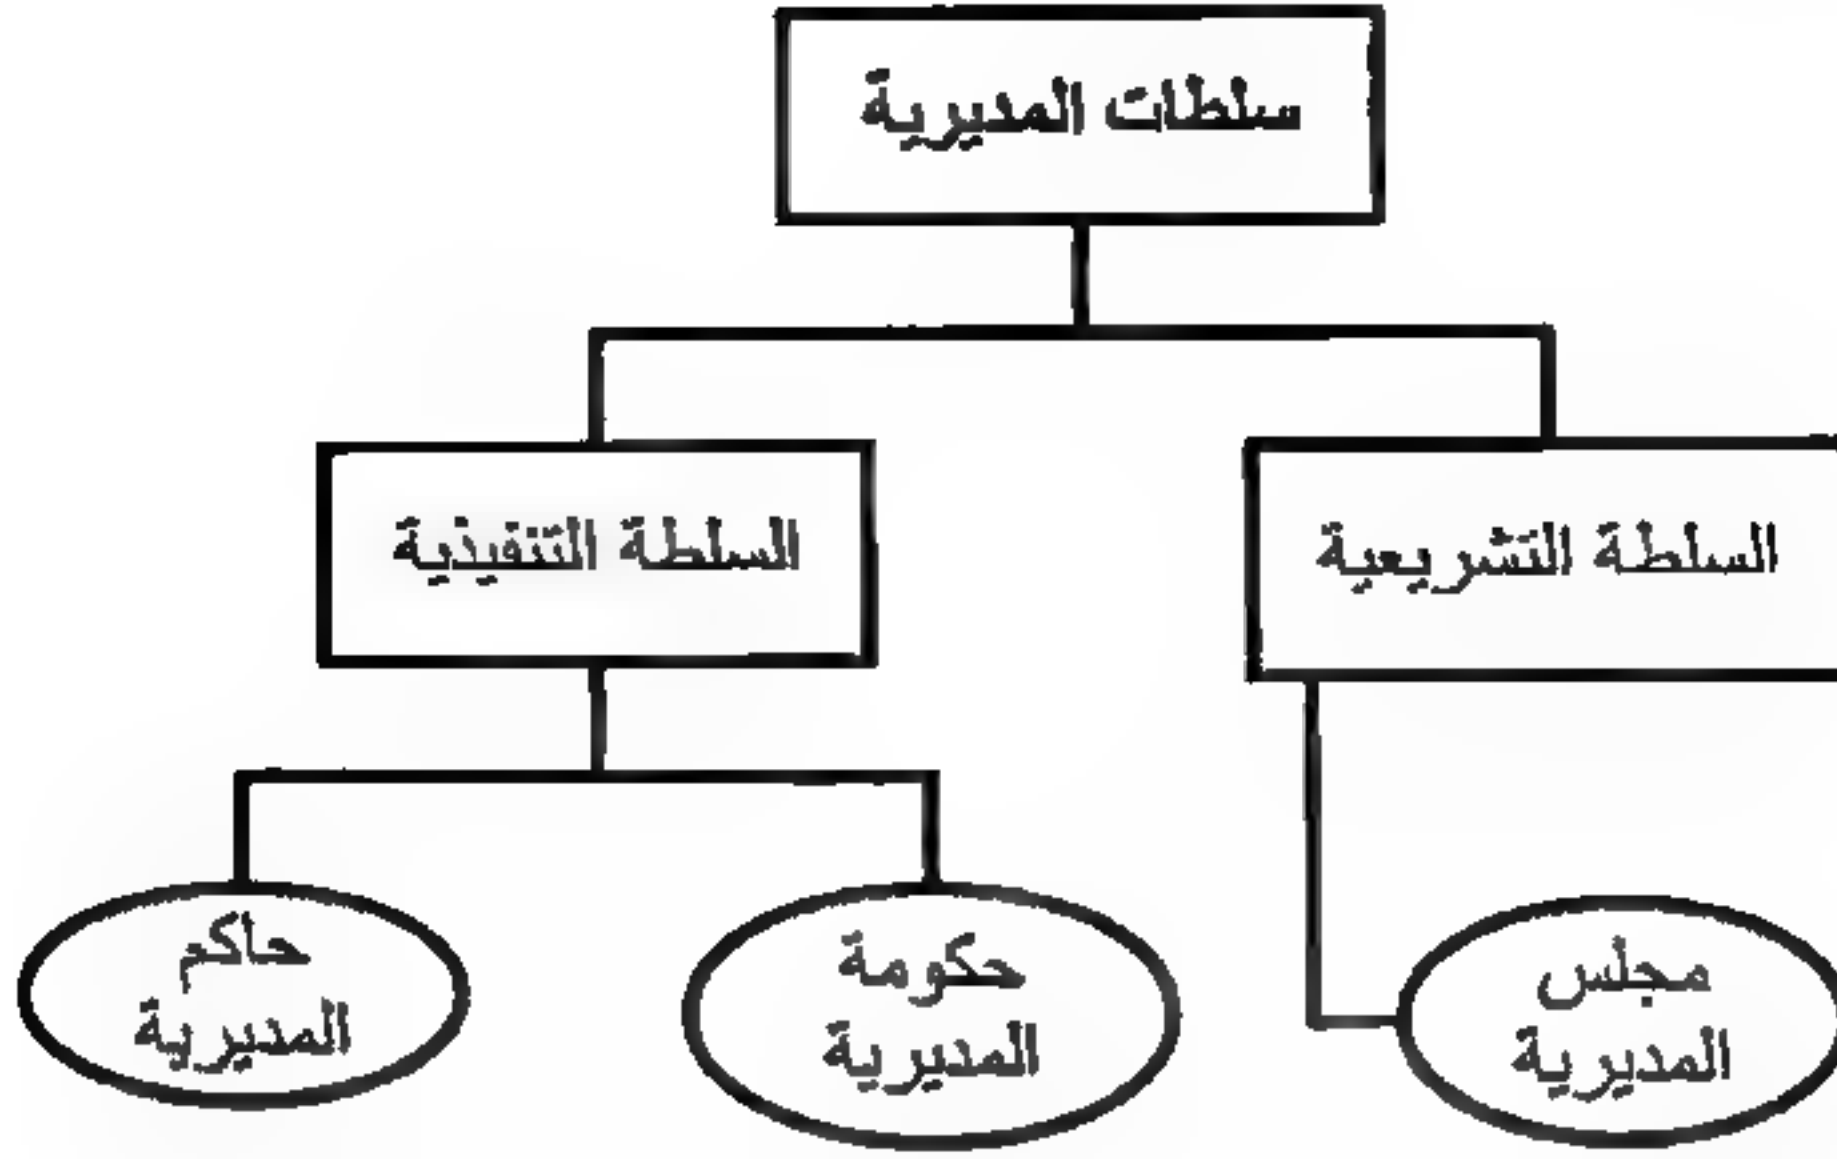 سلطات المديرية
السلطة التشريعية
السلطة التنفيذية
مجلس
المديرية
حكومة
المديرية
حاكم
المديرية